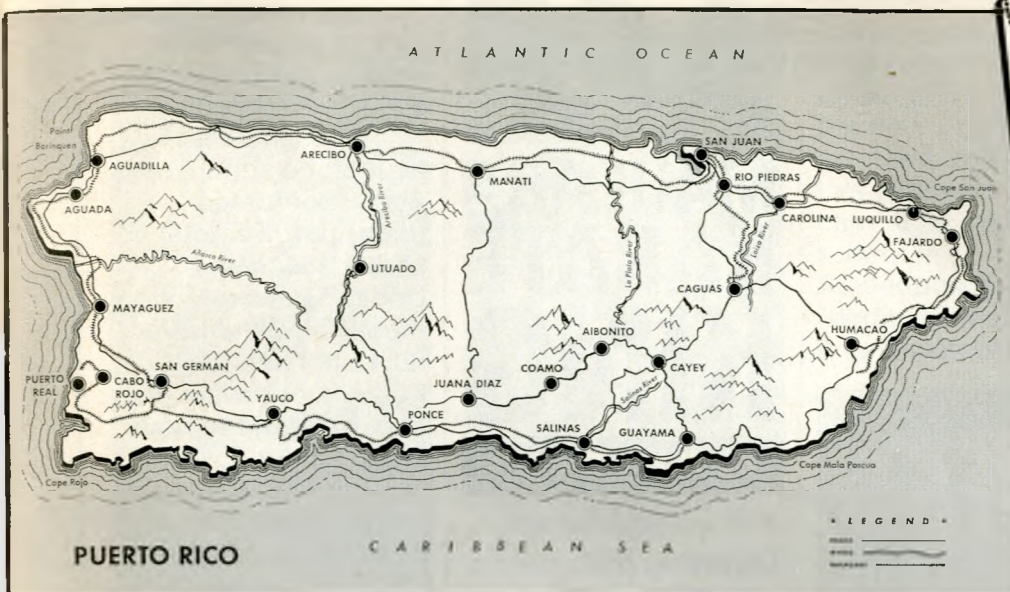 ATLANTIC OCEAN
Point
Borinquen
AGUADILLA
AGUADA
ARECIBO
Arecibo River
MANATI
SAN JUAN
RIO PIEDRAS
CAROLINA
LUQUILLO
Cape San Juan
FAJARDO
Loiza River
La Plata River
Añasco River
UTUADO
CAGUAS
MAYAGUEZ
HUMACAO
AIBONITO
CAYEY
COAMO
PUERTO
REAL
CABO
ROJO
SAN GERMAN
YAUCO
JUANA DIAZ
PONCE
Salinas River
SALINAS
GUAYAMA
Cape Mala Pascua
Cape Rojo
PUERTO RICO
CARIBBEAN SEA
LEGEND